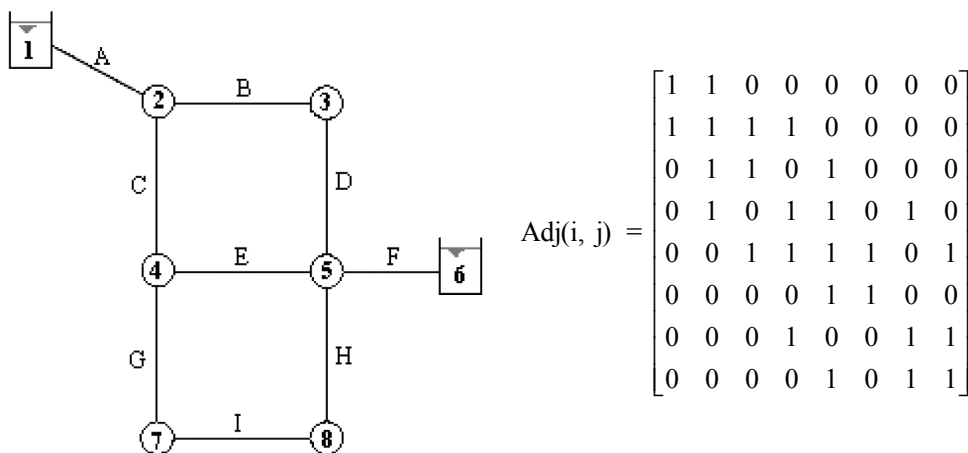 1
A
2 B 3
C D
4 E 5 F 6
G H
7 I 8
Adj(i, j) =
1 1 0 0 0 0 0 0
1 1 1 1 0 0 0 0
0 1 1 0 1 0 0 0
0 1 0 1 1 0 1 0
0 0 1 1 1 1 0 1
0 0 0 0 1 1 0 0
0 0 0 1 0 0 1 1
0 0 0 0 1 0 1 1